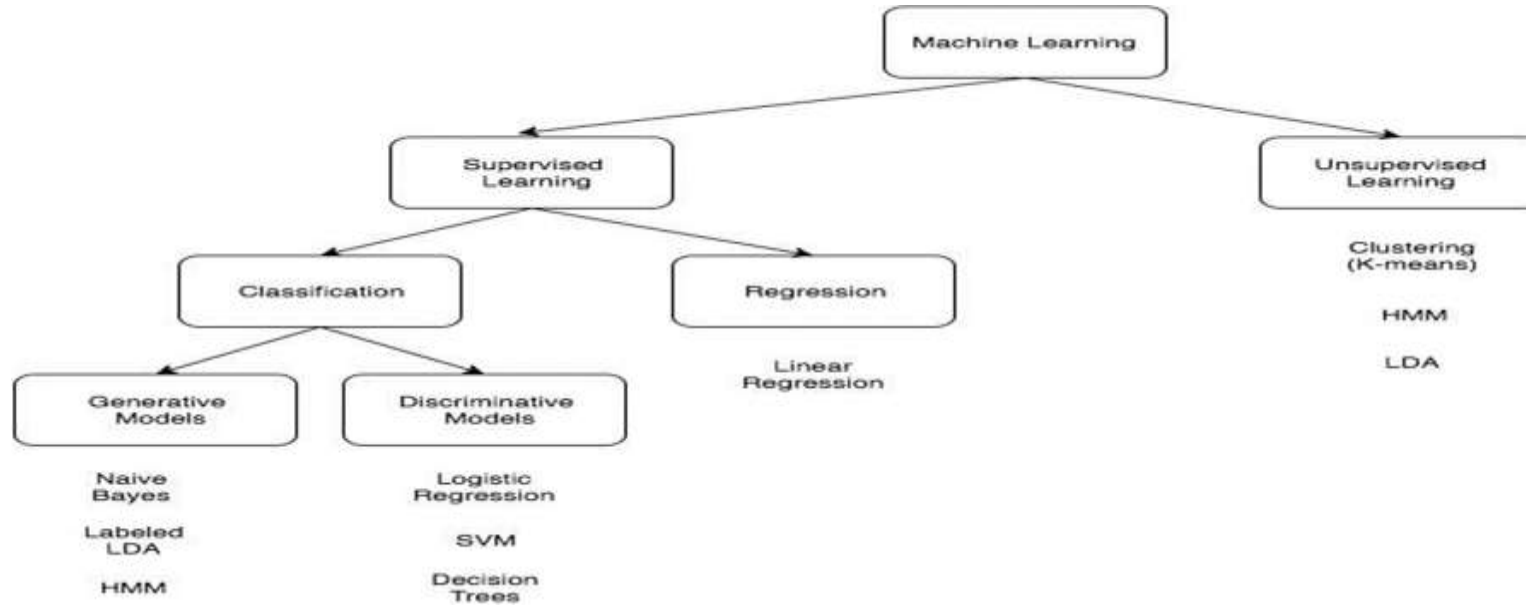 Machine Learning
Supervised
Learning
Unsupervised
Learning
Classification
Regression
Clustering
(K-means)
HMM
LDA
Linear
Regression
Generative
Models
Discriminative
Models
Naive
Bayes
Labeled
LDA
HMM
Logistic
Regression
SVM
Decision
Trees